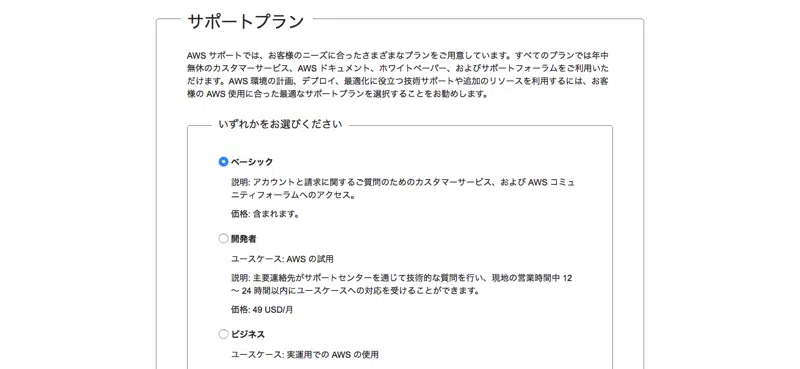 サポートプラン
AWS サポートでは、お客様のニーズに合ったさまざまなプランをご用意しています。すべてのプランでは年中
無休のカスタマーサービス、AWS ドキュメント、ホワイトペーパー、およびサポートフォーラムをご利用いた
だけます。AWS 環境の計画、デプロイ、最適化に役立つ技術サポートや追加のリソースを利用するには、お客
様の AWS 使用に合った最適なサポートプランを選択することをお勧めします。
いずれかをお選びください
ベーシック
説明: アカウントと請求に関するご質問のためのカスタマーサービス、および AWS コミュ
ニティフォーラムへのアクセス。
価格: 含まれます。
開発者
ユースケース: AWS の試用
説明: 主要連絡先がサポートセンターを通じて技術的な質問を行い、現地の営業時間中 12
～ 24 時間以内にユースケースへの対応を受けることができます。
価格: 49 USD/月
ビジネス
ユースケース: 実運用での AWS の使用